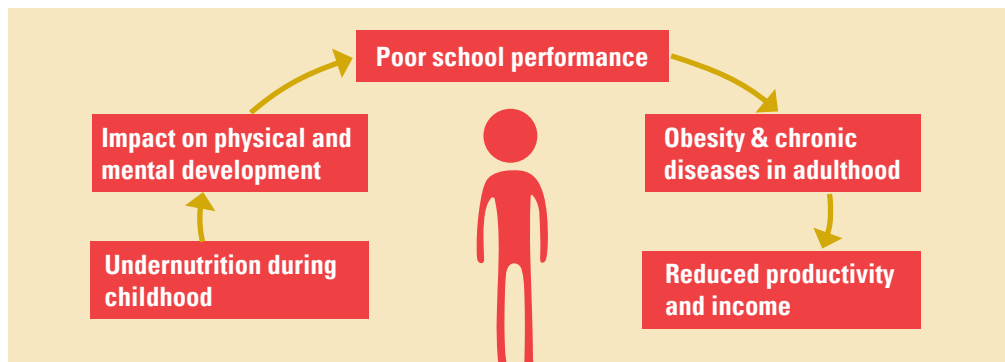 Poor school performance
Impact on physical and
mental development
Obesity & chronic
diseases in adulthood
Undernutrition during
childhood
Reduced productivity
and income